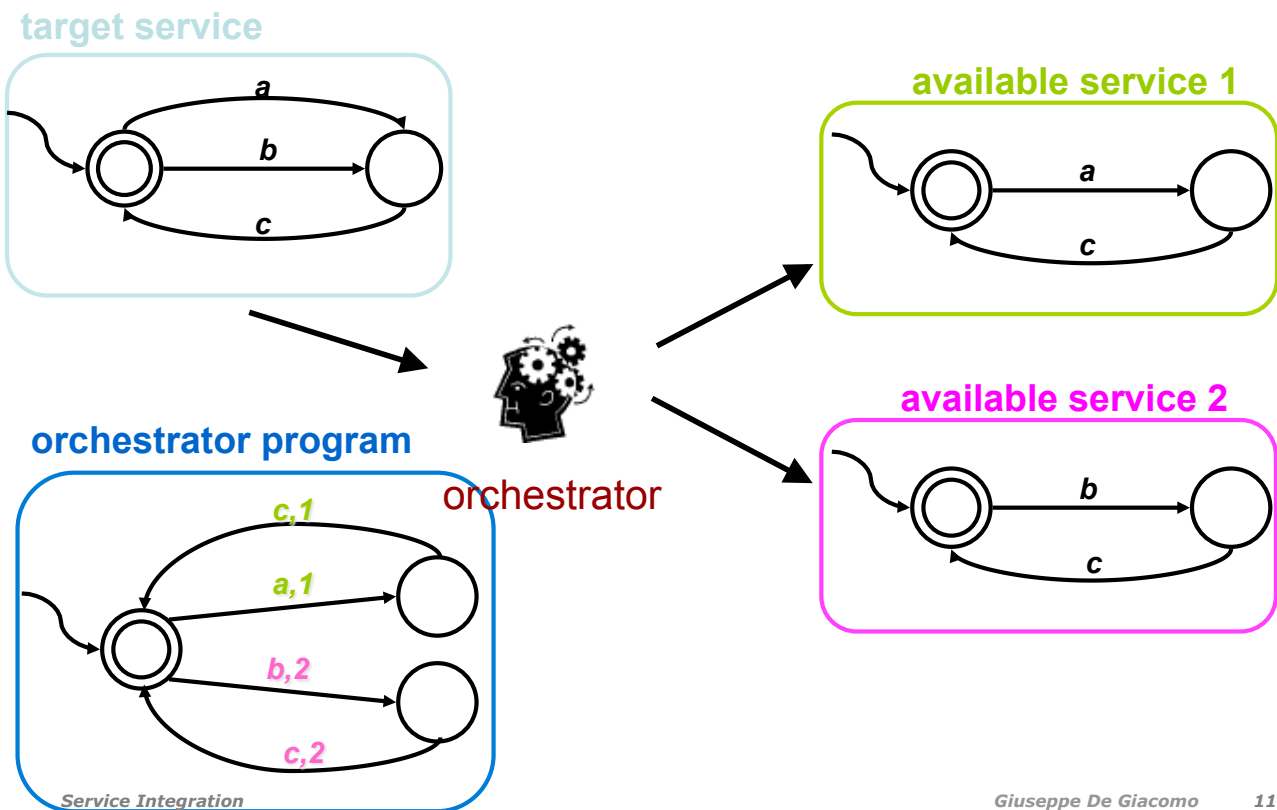 target service
a
b
c
available service 1
a
c
available service 2
b
c
orchestrator
orchestrator program
c,1
a,1
b,2
c,2
Service Integration
Giuseppe De Giacomo 11